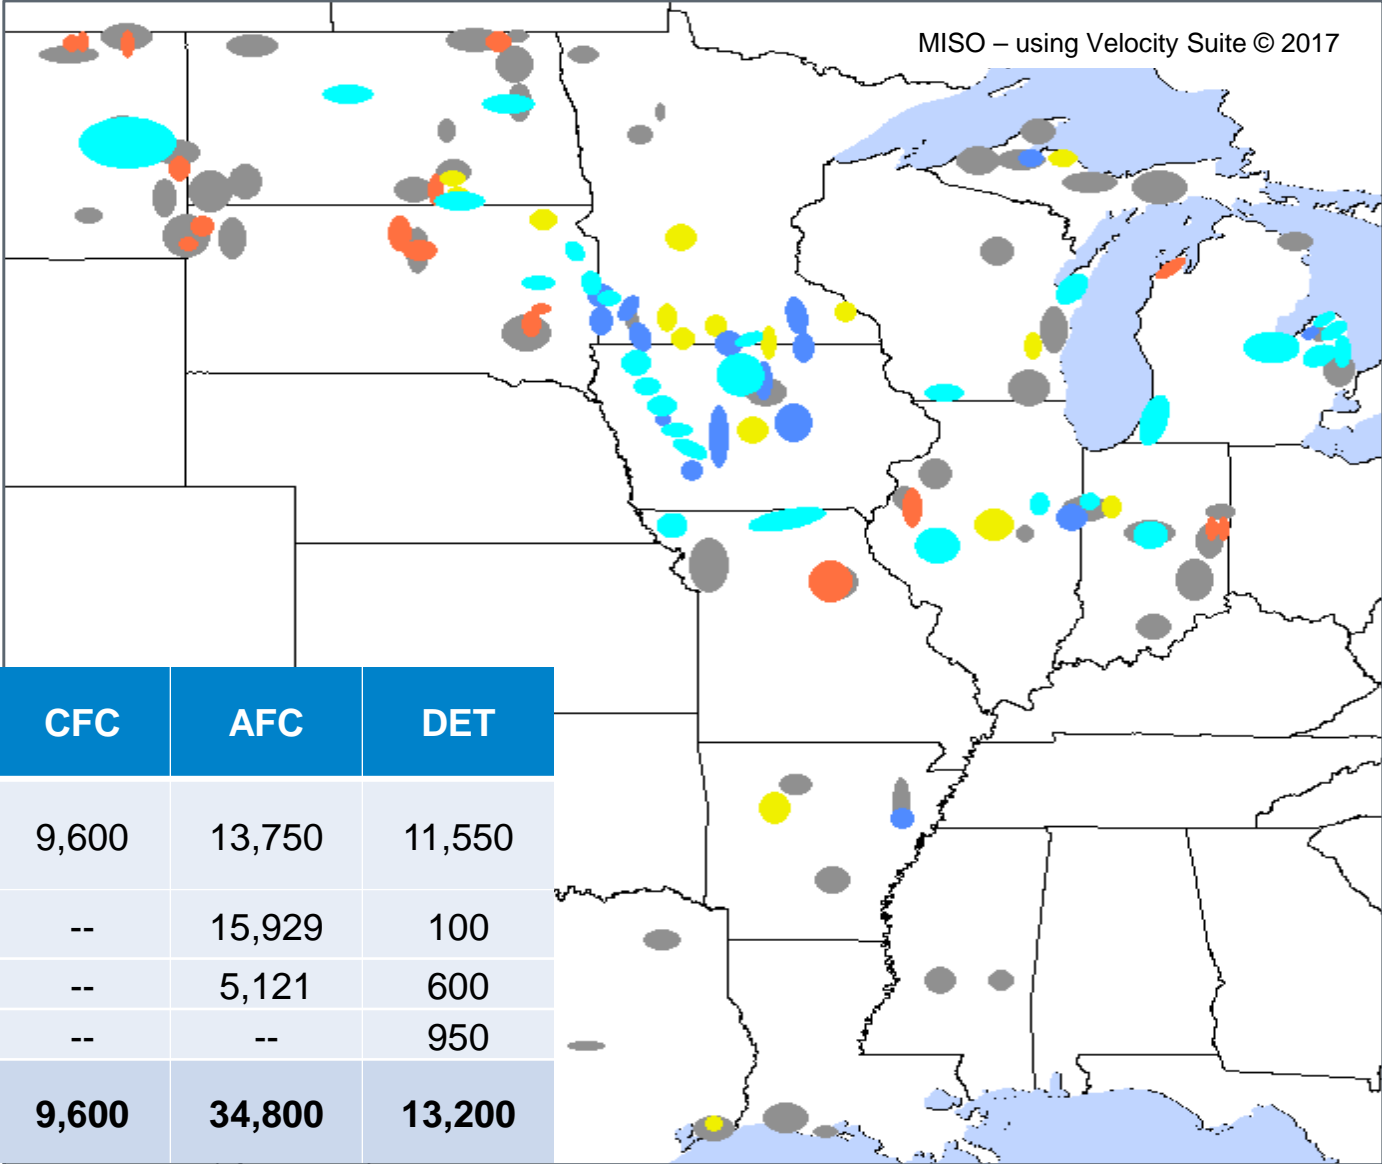 MISO – using Velocity Suite © 2017
CFC AFC DET
9,600 13,750 11,550
-- 15,929 100
-- 5,121 600
-- -- 950
9,600 34,800 13,200